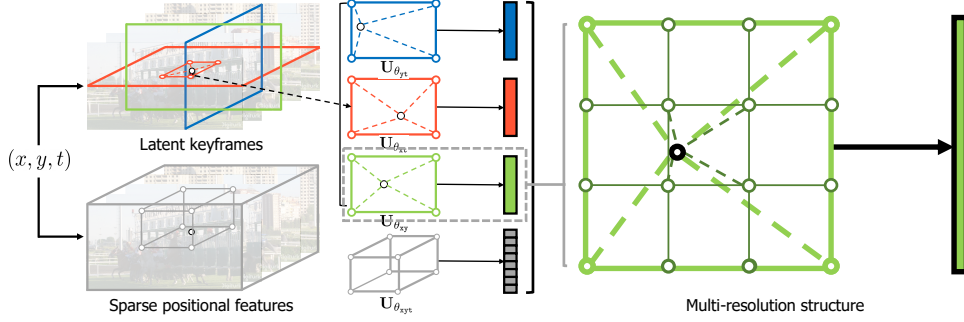 Latent keyframes
(x, y, t)
Sparse positional features
U_θyt
U_θxt
U_θxy
U_θxyt
Multi-resolution structure